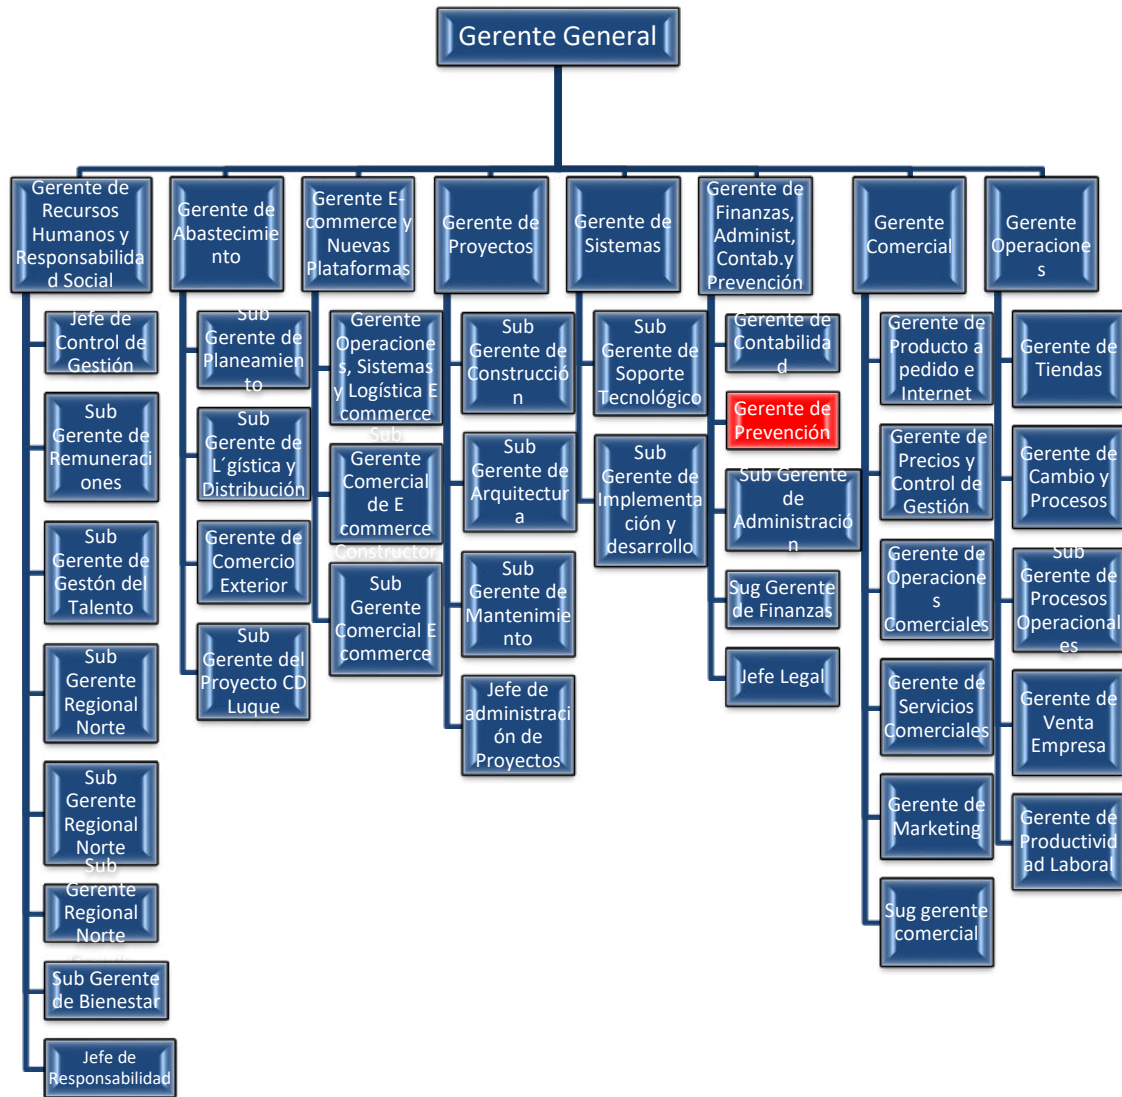 Gerente General
Gerente de
Recursos
Humanos y
Responsabilida
d Social
Jefe de
Control de
Gestión
Sub
Gerente de
Remuneraci
ones
Sub
Gerente de
Gestón del
Talento
Sub
Gerente
Regional
Norte
Sub
Gerente
Regional
Norte
Sub
Gerente
Regional
Norte
Sub Gerente
de Bienestar
Jefe de
Responsabilidad
Gerente de
Abastecimie
nto
Sub
Gerente de
Planeamie
nto
Sub
Gerente de
L´gística y
Distribución
Gerente de
Comercio
Exterior
Sub
Gerente del
Proyecto CD
Luque
Gerente E-
commerce y
Nuevas
Plataformas
Gerente
Operacione
s, Sistemas
y Logística E
commerce
Sub
Gerente
Comercial
de E
commerce
Constructor
Sub
Gerente
Comercial E
commerce
Gerente de
Proyectos
Sub
Gerente de
Construcció
n
Sub
Gerente de
Arquitectur
a
Sub
Gerente de
Mantenimie
nto
Jefe de
administraci
ón de
Proyectos
Gerente de
Sistemas
Sub
Gerente de
Soporte
Tecnológico
Sub
Gerente de
Implementa
ción y
desarrollo
Gerente de
Finanzas,
Administ,
Contab.y
Prevención
Gerente de
Contabilida
d
Gerente de
Prevención
Sub Gerente
de
Administració
n
Sug Gerente
de Finanzas
Jefe Legal
Gerente
Comercial
Gerente de
Producto a
pedido e
Internet
Gerente de
Precios y
Control de
Gestión
Gerente de
Operacione
s
Comerciales
Gerente de
Servicios
Comerciales
Gerente de
Marketing
Sug gerente
comercial
Gerente
Operacione
s
Gerente de
Tiendas
Gerente de
Cambio y
Procesos
Sub
Gerente de
Procesos
Operacional
es
Gerente de
Venta
Empresa
Gerente de
Productivid
ad Laboral